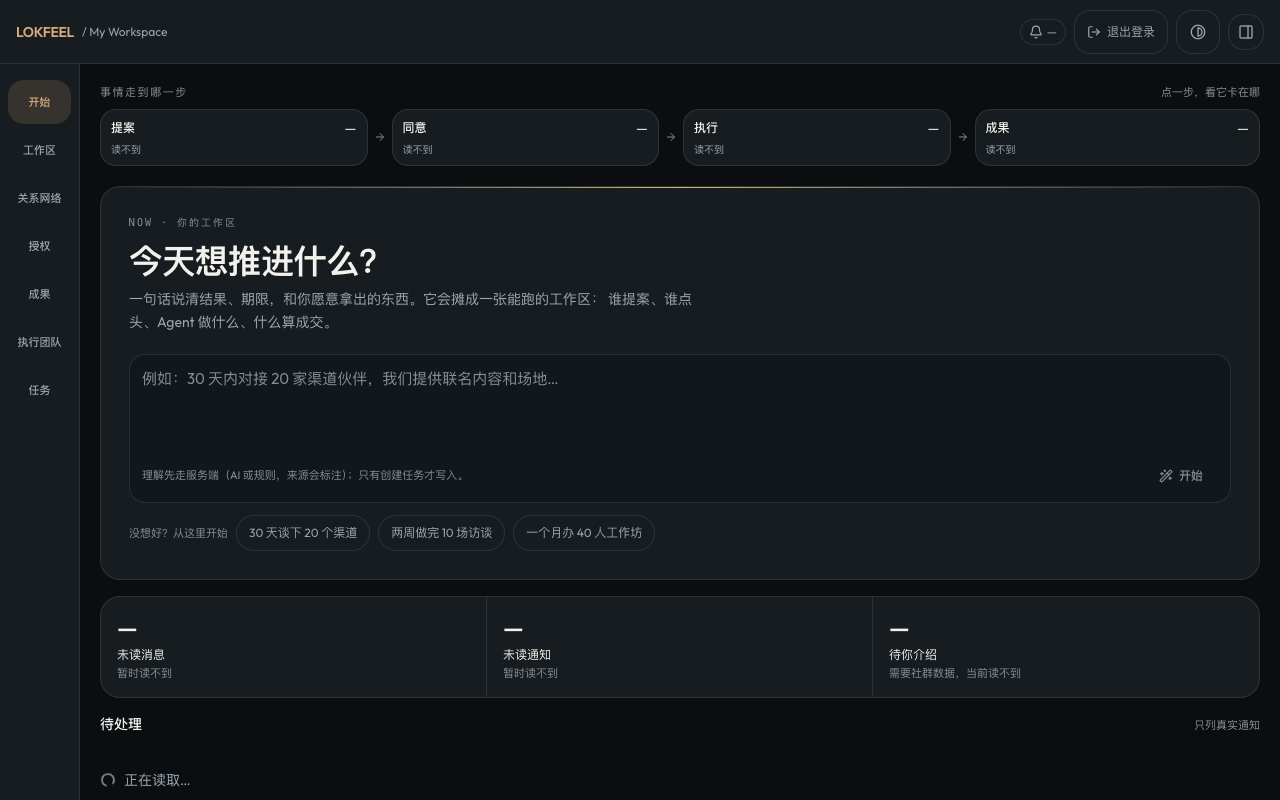 LOKFEEL / My Workspace
—
退出登录
开始
工作区
关系网络
授权
成果
执行团队
任务
事情走到哪一步
点一步，看它卡在哪
提案 —
读不到
→
同意 —
读不到
→
执行 —
读不到
→
成果 —
读不到
NOW · 你的工作区
今天想推进什么？
一句话说清结果、期限，和你愿意拿出的东西。它会摊成一张能跑的工作区： 谁提案、谁点
头、Agent 做什么、什么算成交。
例如：30 天内对接 20 家渠道伙伴，我们提供联名内容和场地…
理解先走服务端（AI 或规则，来源会标注）；只有创建任务才写入。
开始
没想好？从这里开始
30 天谈下 20 个渠道
两周做完 10 场访谈
一个月办 40 人工作坊
—
未读消息
暂时读不到
—
未读通知
暂时读不到
—
待你介绍
需要社群数据，当前读不到
待处理
只列真实通知
正在读取…